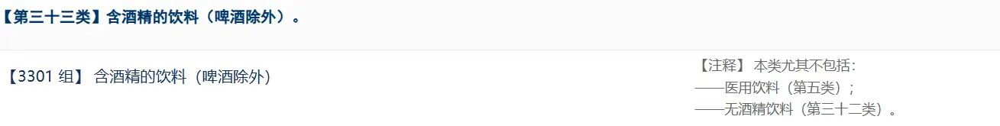 【第三十三类】含酒精的饮料（啤酒除外）。
【3301 组】 含酒精的饮料（啤酒除外）
【注释】 本类尤其不包括：
——医用饮料（第五类）；
——无酒精饮料（第三十二类）。